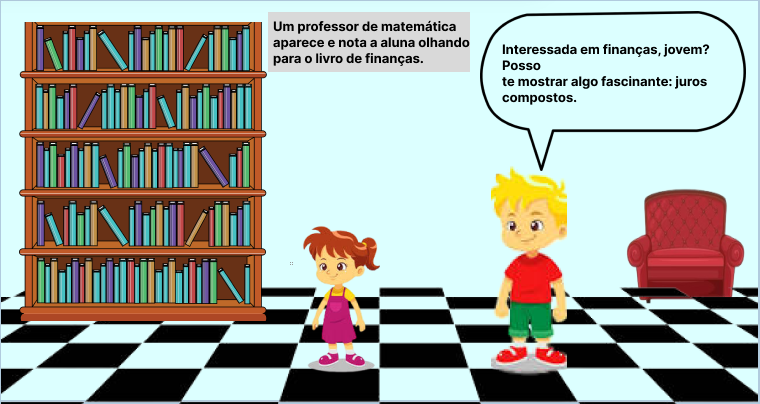 Um professor de matemática
aparece e nota a aluna olhando
para o livro de finanças.
Interessada em finanças, jovem?
Posso
te mostrar algo fascinante: juros
compostos.